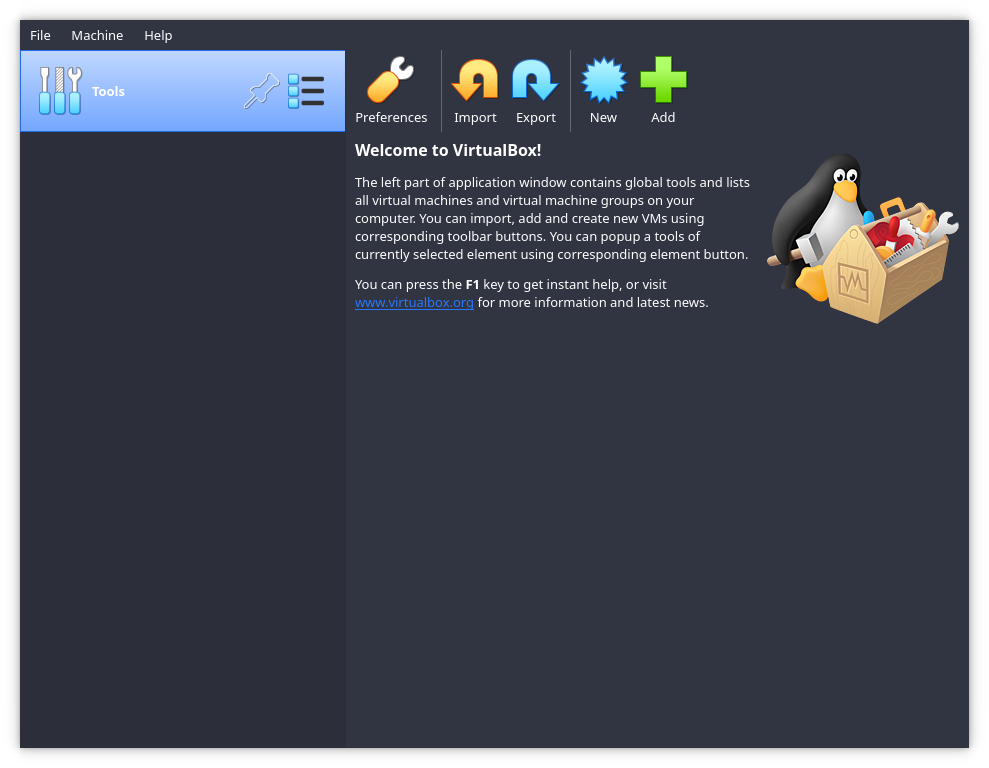 File Machine Help
Tools
Preferences Import Export New Add
Welcome to VirtualBox!
The left part of application window contains global tools and lists
all virtual machines and virtual machine groups on your
computer. You can import, add and create new VMs using
corresponding toolbar buttons. You can popup a tools of
currently selected element using corresponding element button.
You can press the F1 key to get instant help, or visit
www.virtualbox.org for more information and latest news.